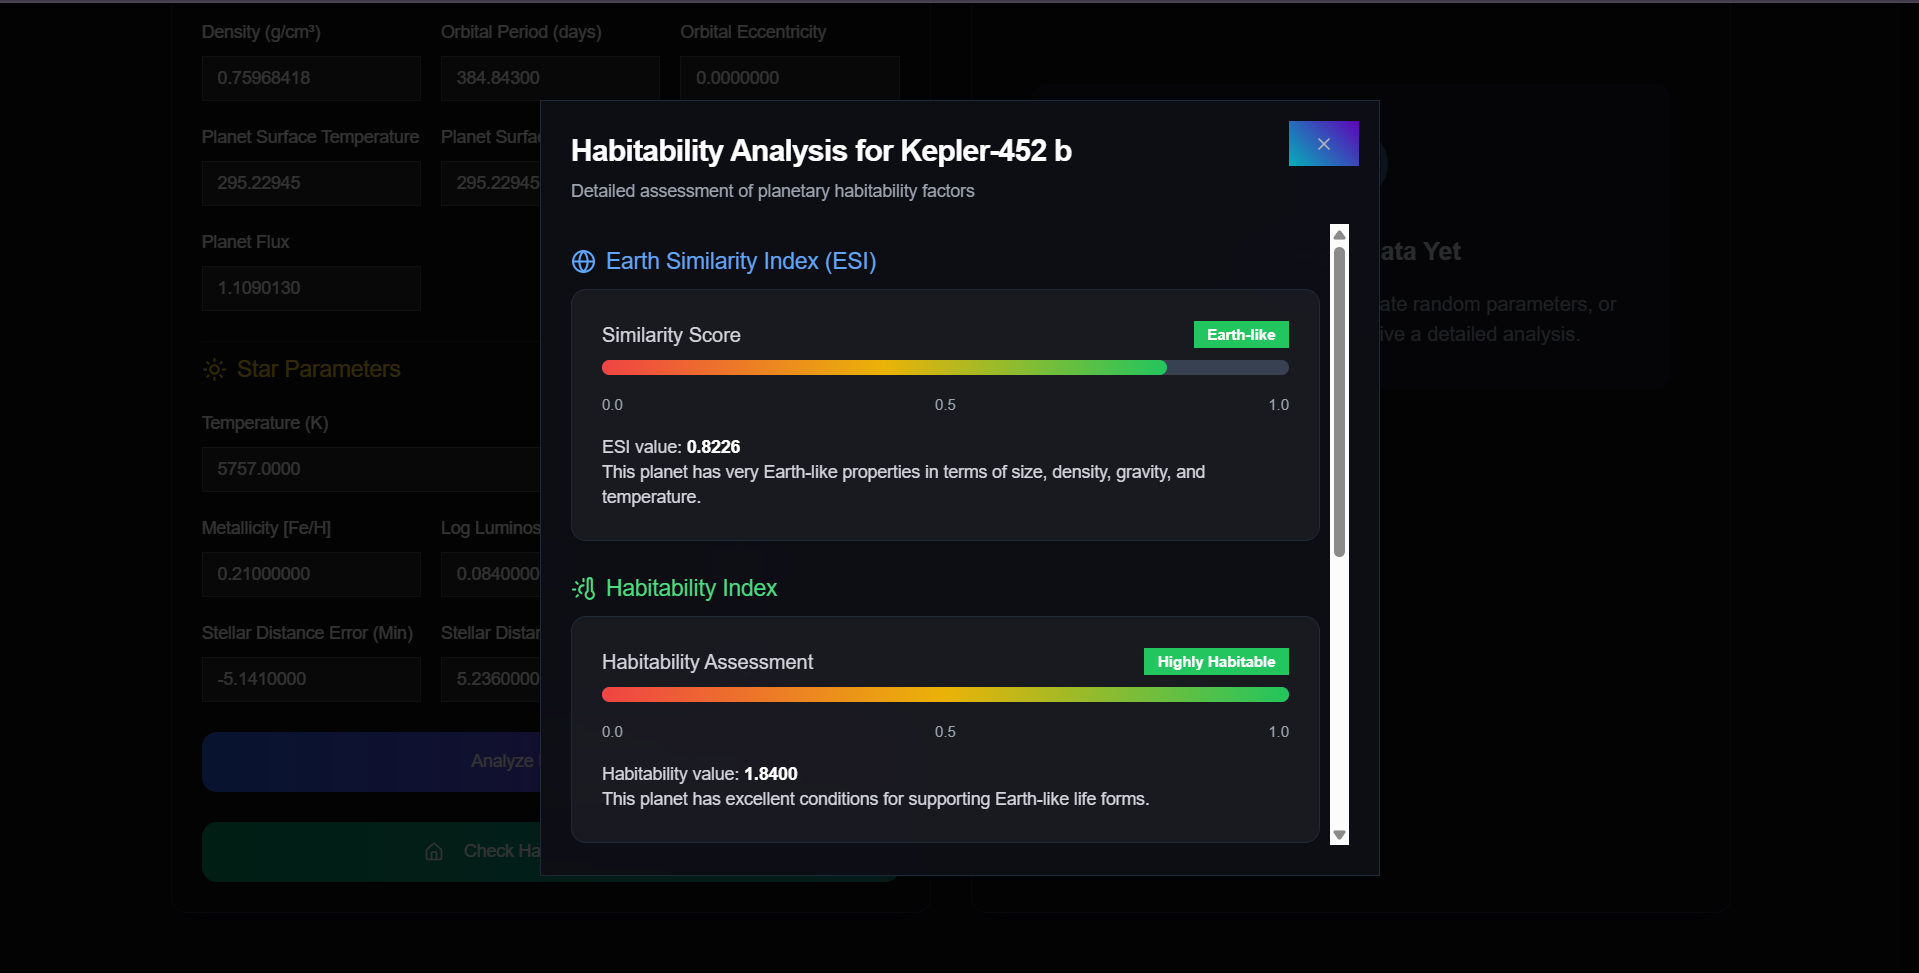 Density (g/cm³) Orbital Period (days) Orbital Eccentricity
0.75968418 384.84300 0.0000000
Planet Surface Temperature Planet Surfa
295.22945 295.22945
Planet Flux
1.1090130
Star Parameters
Temperature (K)
5757.0000
Metallicity [Fe/H] Log Luminos
0.21000000 0.0840000
Stellar Distance Error (Min) Stellar Distan
-5.1410000 5.2360000
Analyze
Check Ha
Habitability Analysis for Kepler-452 b
Detailed assessment of planetary habitability factors
Earth Similarity Index (ESI)
Similarity Score Earth-like
0.0 0.5 1.0
ESI value: 0.8226
This planet has very Earth-like properties in terms of size, density, gravity, and
temperature.
Habitability Index
Habitability Assessment Highly Habitable
0.0 0.5 1.0
Habitability value: 1.8400
This planet has excellent conditions for supporting Earth-like life forms.
ata Yet
ate random parameters, or
ive a detailed analysis.